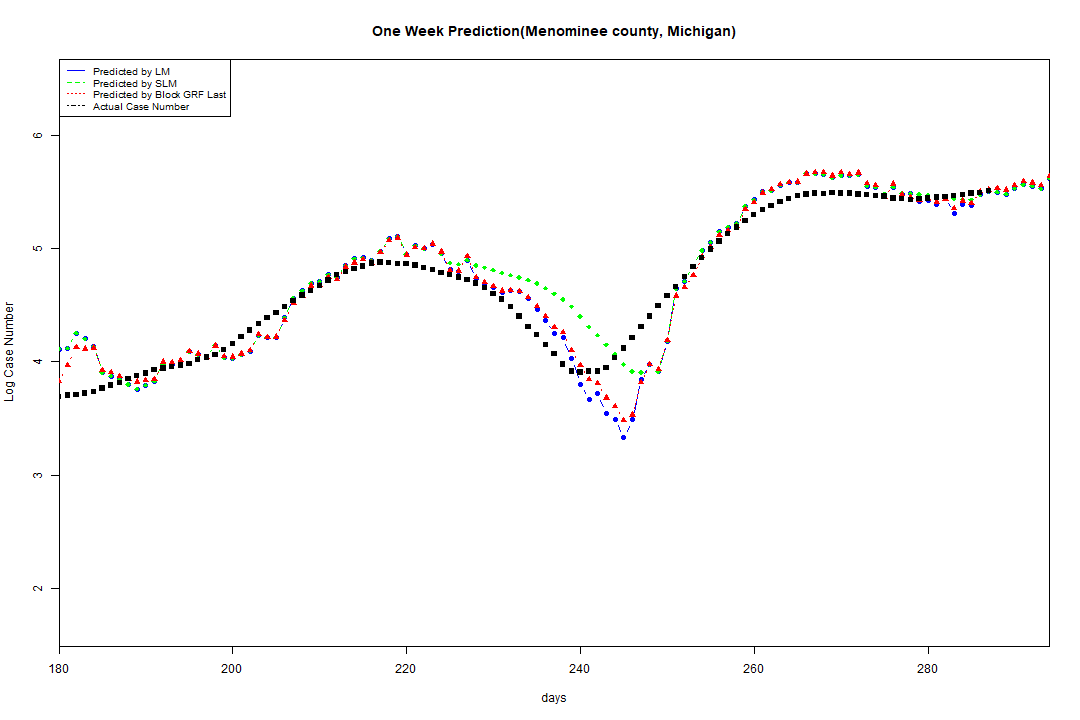 One Week Prediction(Menominee county, Michigan)
Predicted by LM
Predicted by SLM
Predicted by Block GRF Last
Actual Case Number
6
5
4
3
2
Log Case Number
180 200 220 240 260 280
days